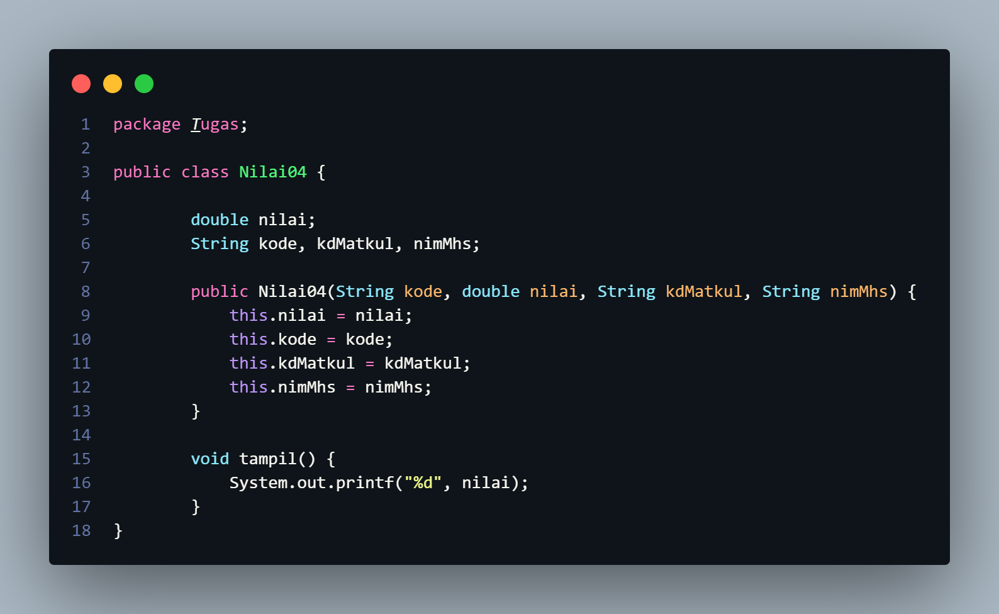 1 package Tugas;
2
3 public class Nilai04 {
4
5         double nilai;
6         String kode, kdMatkul, nimMhs;
7
8         public Nilai04(String kode, double nilai, String kdMatkul, String nimMhs) {
9             this.nilai = nilai;
10             this.kode = kode;
11             this.kdMatkul = kdMatkul;
12             this.nimMhs = nimMhs;
13         }
14
15         void tampil() {
16             System.out.printf("%d", nilai);
17         }
18 }